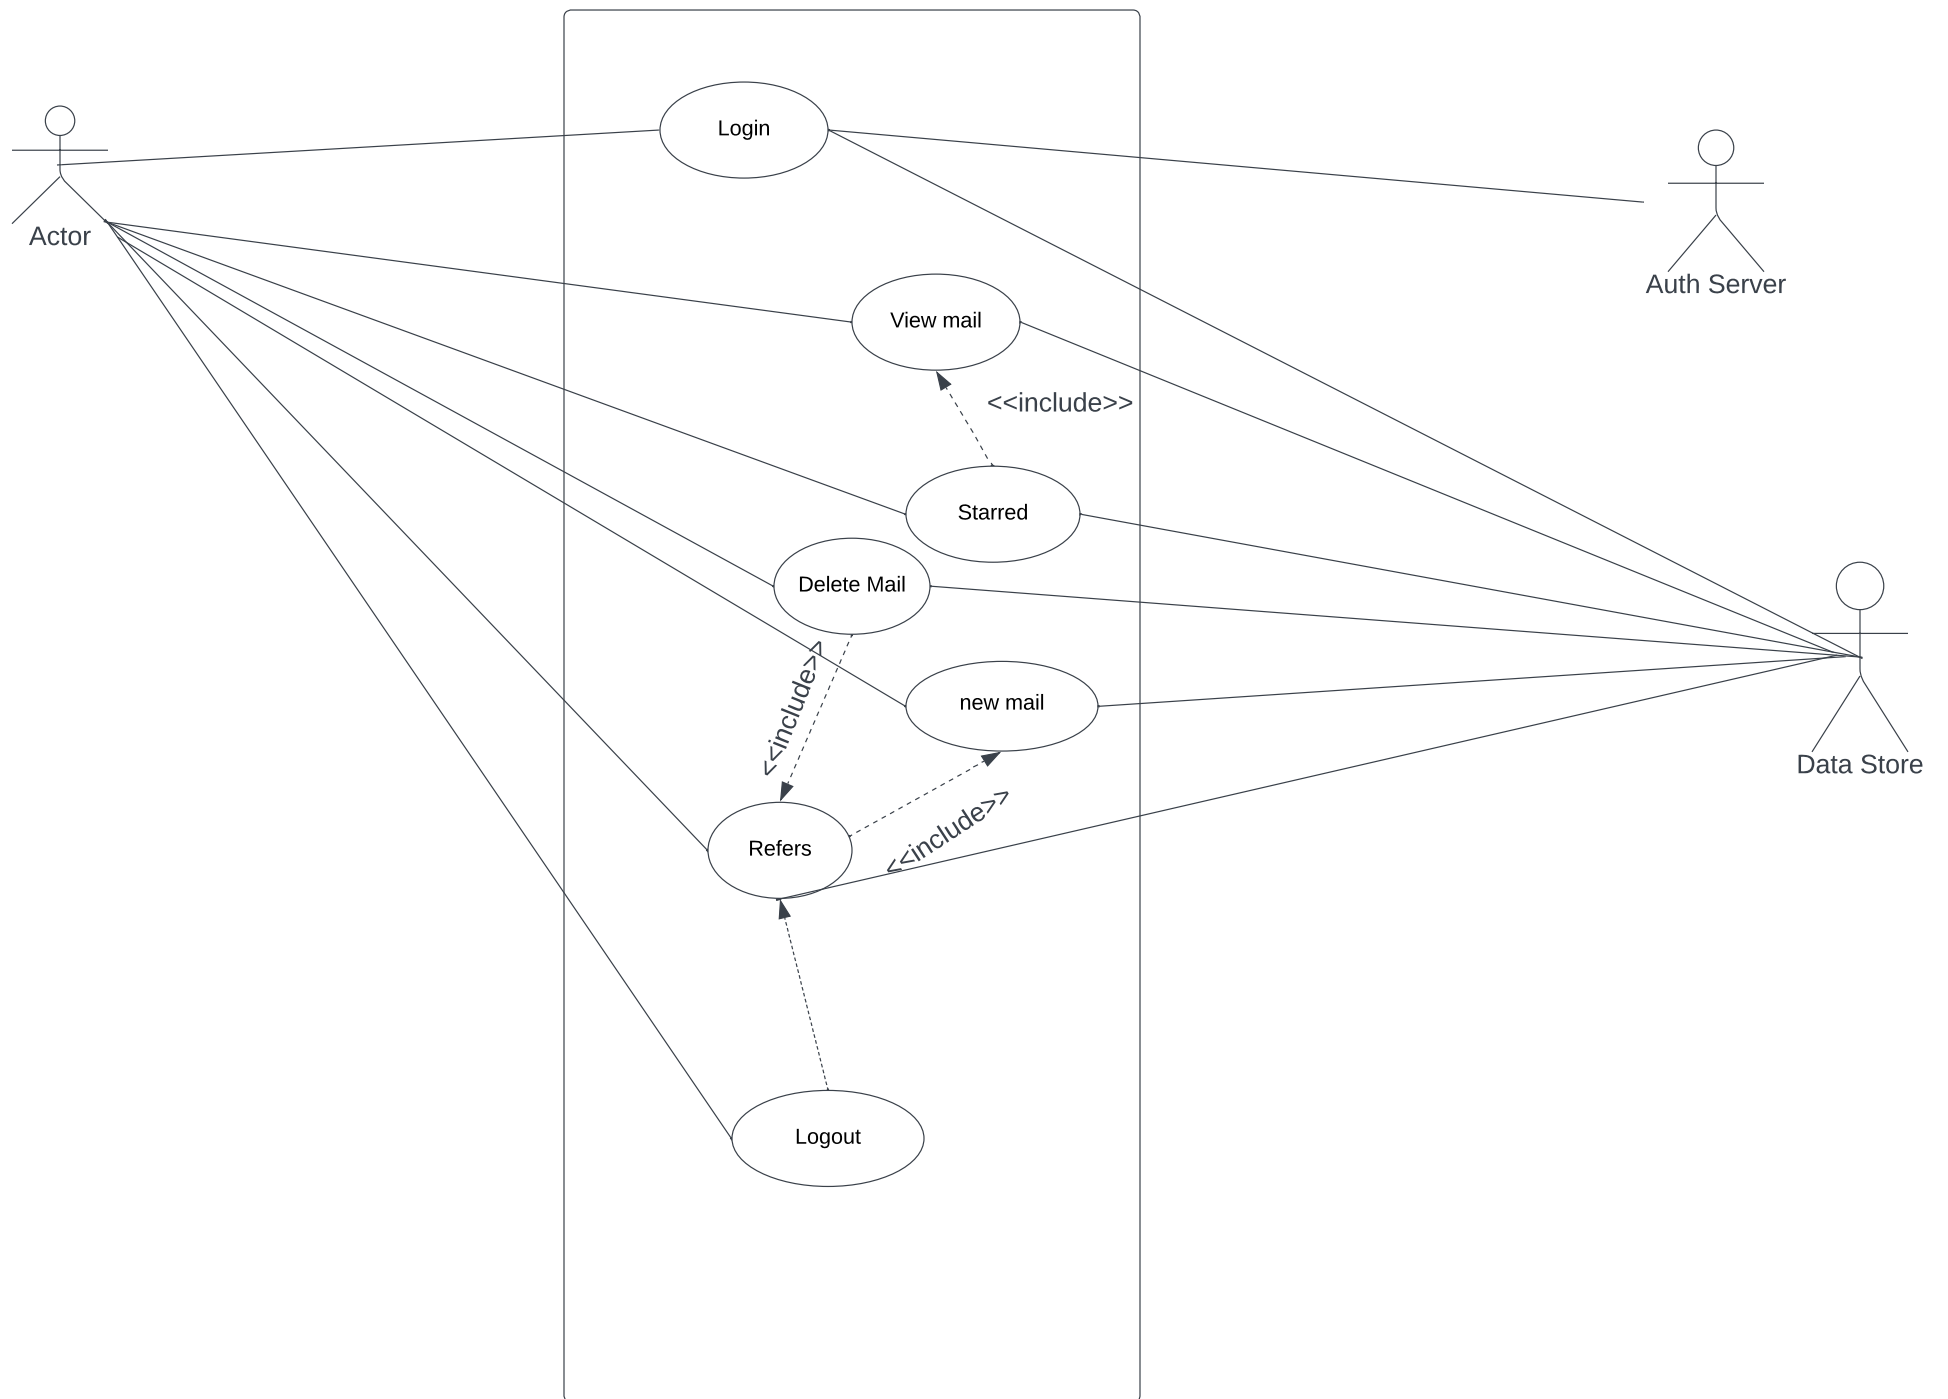 Login
Actor
Auth Server
View mail
<<include>>
Starred
Delete Mail
<<include>>
new mail
Data Store
<<include>>
Refers
Logout